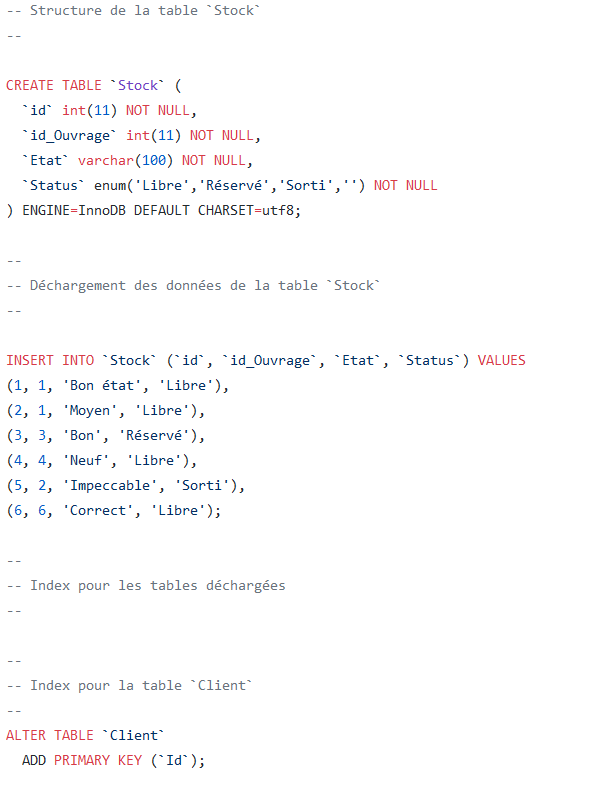 -- Structure de la table `Stock`
--
CREATE TABLE `Stock` (
  `id` int(11) NOT NULL,
  `id_Ouvrage` int(11) NOT NULL,
  `Etat` varchar(100) NOT NULL,
  `Status` enum('Libre','Réservé','Sorti','') NOT NULL
) ENGINE=InnoDB DEFAULT CHARSET=utf8;
--
-- Déchargement des données de la table `Stock`
--
INSERT INTO `Stock` (`id`, `id_Ouvrage`, `Etat`, `Status`) VALUES
(1, 1, 'Bon état', 'Libre'),
(2, 1, 'Moyen', 'Libre'),
(3, 3, 'Bon', 'Réservé'),
(4, 4, 'Neuf', 'Libre'),
(5, 2, 'Impeccable', 'Sorti'),
(6, 6, 'Correct', 'Libre');
--
-- Index pour les tables déchargées
--
--
-- Index pour la table `Client`
--
ALTER TABLE `Client`
  ADD PRIMARY KEY (`Id`);